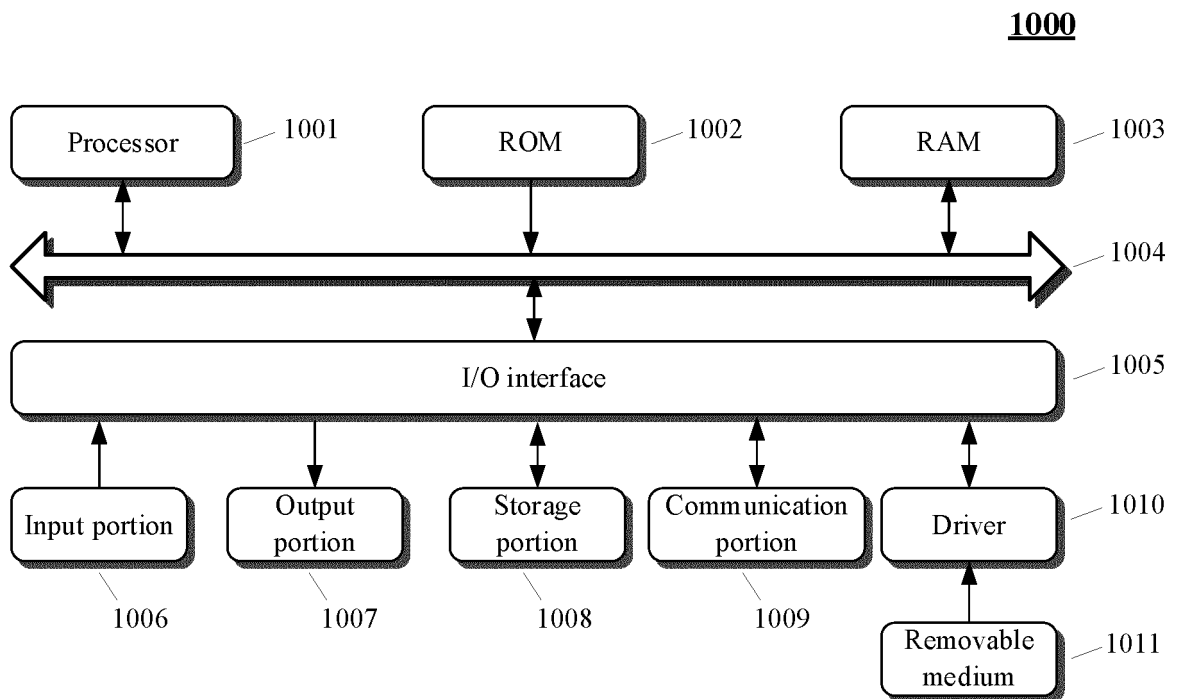 1000
Processor
1001
ROM
1002
RAM
1003
1004
I/O interface
1005
Input portion
Output
portion
Storage
portion
Communication
portion
Driver
1010
1006
1007
1008
1009
Removable
medium
1011